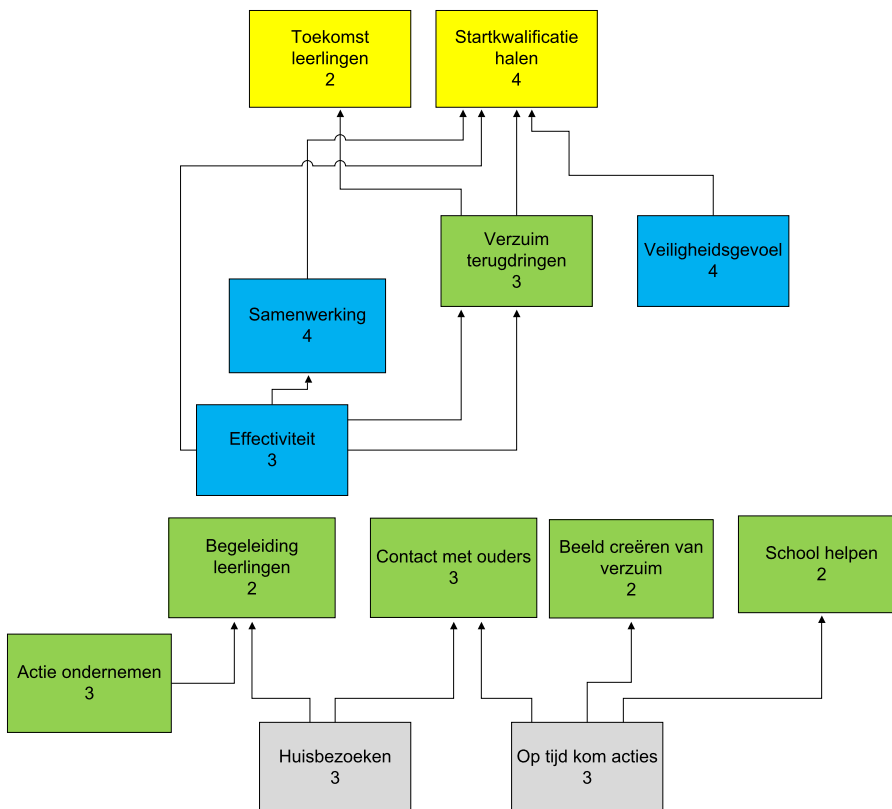 Toekomst
leerlingen
2
Startkwalificatie
halen
4
Verzuim
terugdringen
3
Veiligheidsgevoel
4
Samenwerking
4
Effectiviteit
3
Begeleiding
leerlingen
2
Contact met ouders
3
Beeld creëren van
verzuim
2
School helpen
2
Actie ondernemen
3
Huisbezoeken
3
Op tijd kom acties
3